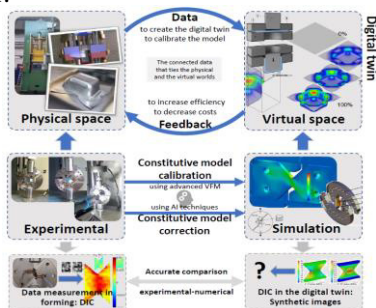 Data
to create the digital twin
to calibrate the model
The connected data
that ties the physical
and the virtual worlds
to increase efficiency
to decrease costs
Feedback
Physical space
Virtual space
Digital twin
100%
Constitutive model
calibration
using advanced VFM
using AI techniques
Constitutive model
correction
Experimental
Simulation
Data measurement in
forming: DIC
Accurate comparison
experimental-numerical
?
DIC in the digital twin:
Synthetic images